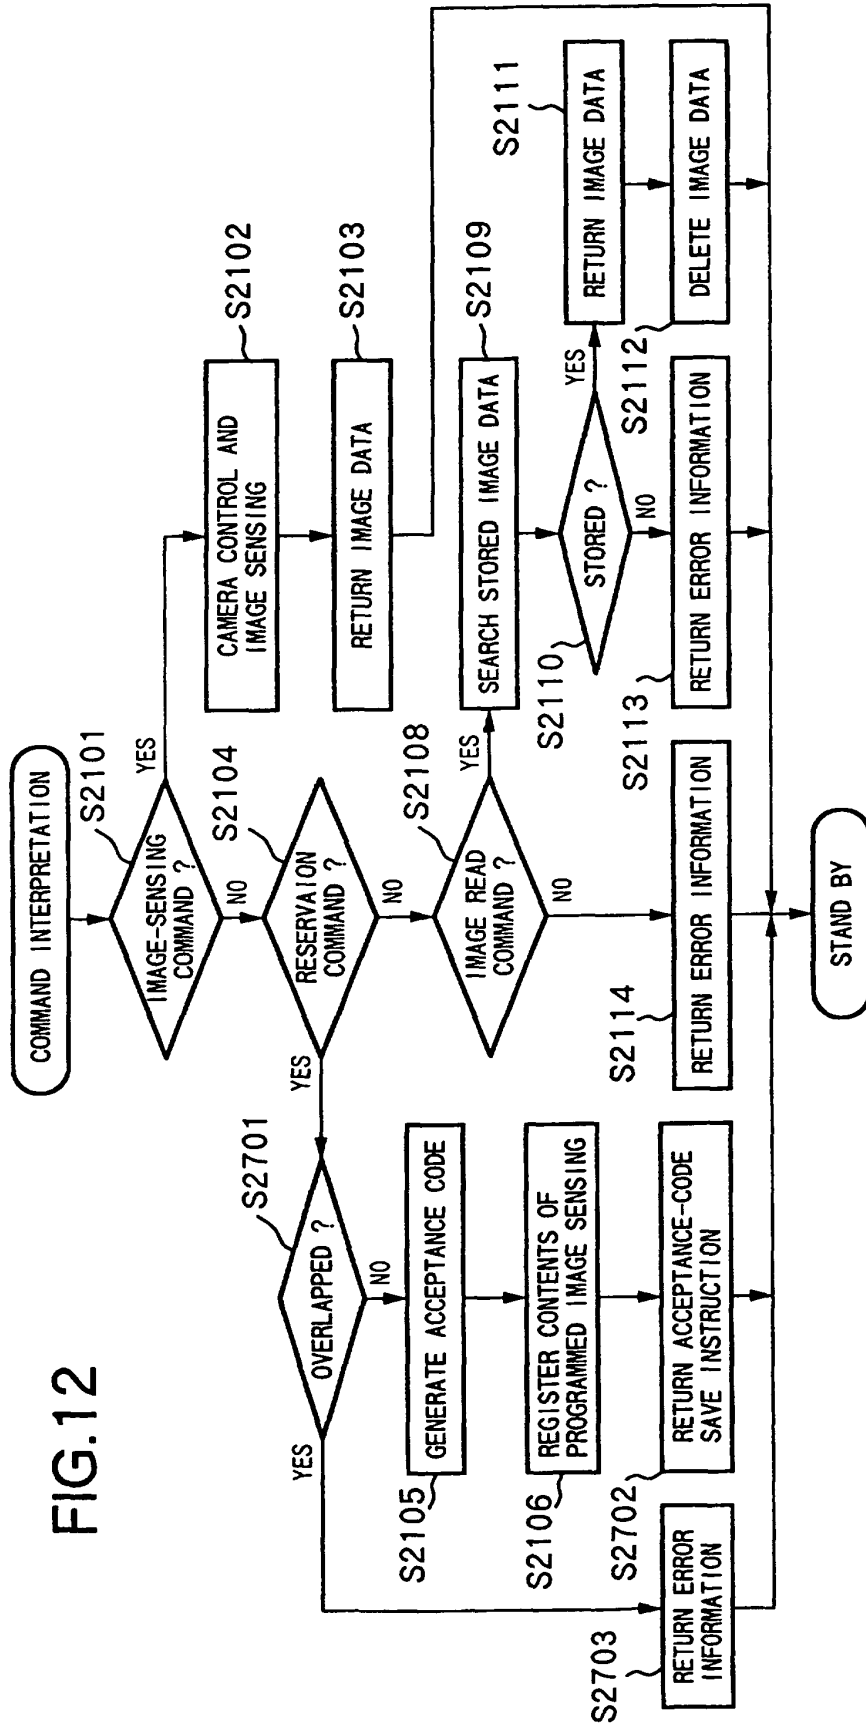 FIG.12
COMMAND INTERPRETATION
S2101
IMAGE-SENSING
COMMAND ?
YES
NO
S2102
CAMERA CONTROL AND
IMAGE SENSING
S2103
RETURN IMAGE DATA
S2104
RESERVAION
COMMAND ?
YES
NO
S2701
OVERLAPPED ?
YES
NO
S2105
GENERATE ACCEPTANCE CODE
S2106
REGISTER CONTENTS OF
PROGRAMMED IMAGE SENSING
S2702
RETURN ACCEPTANCE-CODE
SAVE INSTRUCTION
S2703
RETURN ERROR
INFORMATION
S2108
IMAGE READ
COMMAND ?
YES
NO
S2109
SEARCH STORED IMAGE DATA
S2110
STORED ?
YES
NO
S2111
RETURN IMAGE DATA
S2112
DELETE IMAGE DATA
S2113
RETURN ERROR INFORMATION
S2114
RETURN ERROR INFORMATION
STAND BY